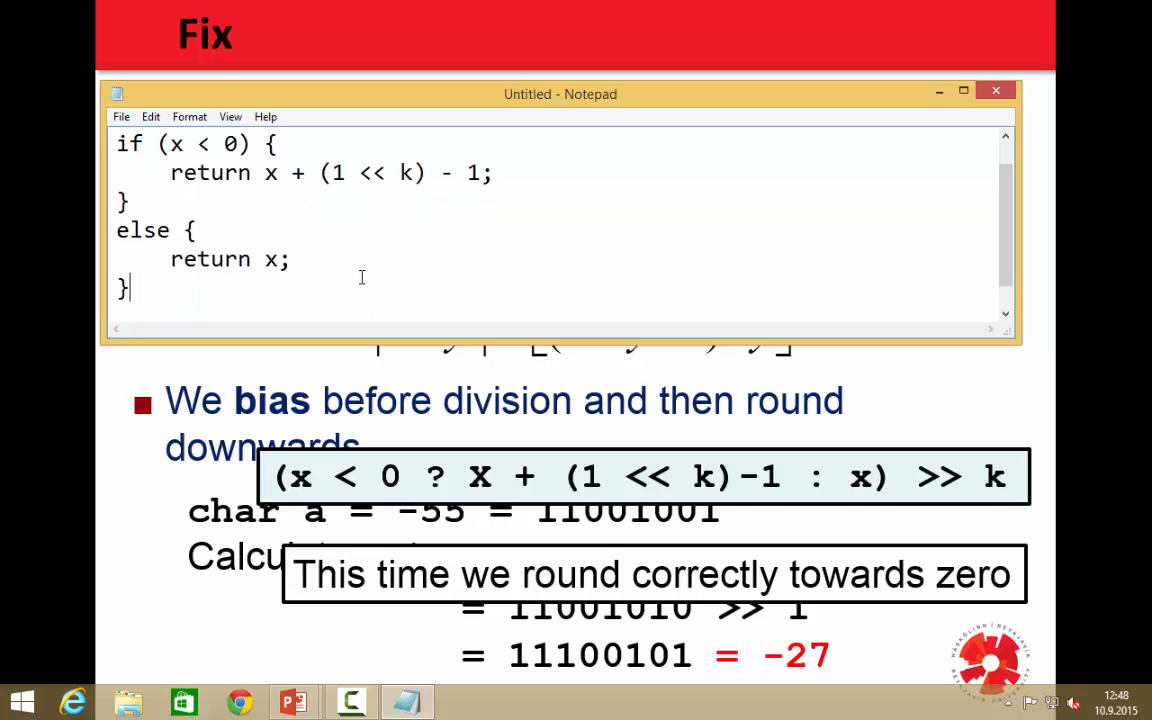 Fix
Untitled - Notepad
File Edit Format View Help
if (x < 0) {
return x + (1 << k) - 1;
}
else {
return x;
}
We bias before division and then round
downwards
(x < 0 ? X + (1 << k)-1 : x) >> k
char a = -55 = 11001001
This time we round correctly towards zero
= 11001010 >> 1
= 11100101 = -27
12:48
10.9.2015